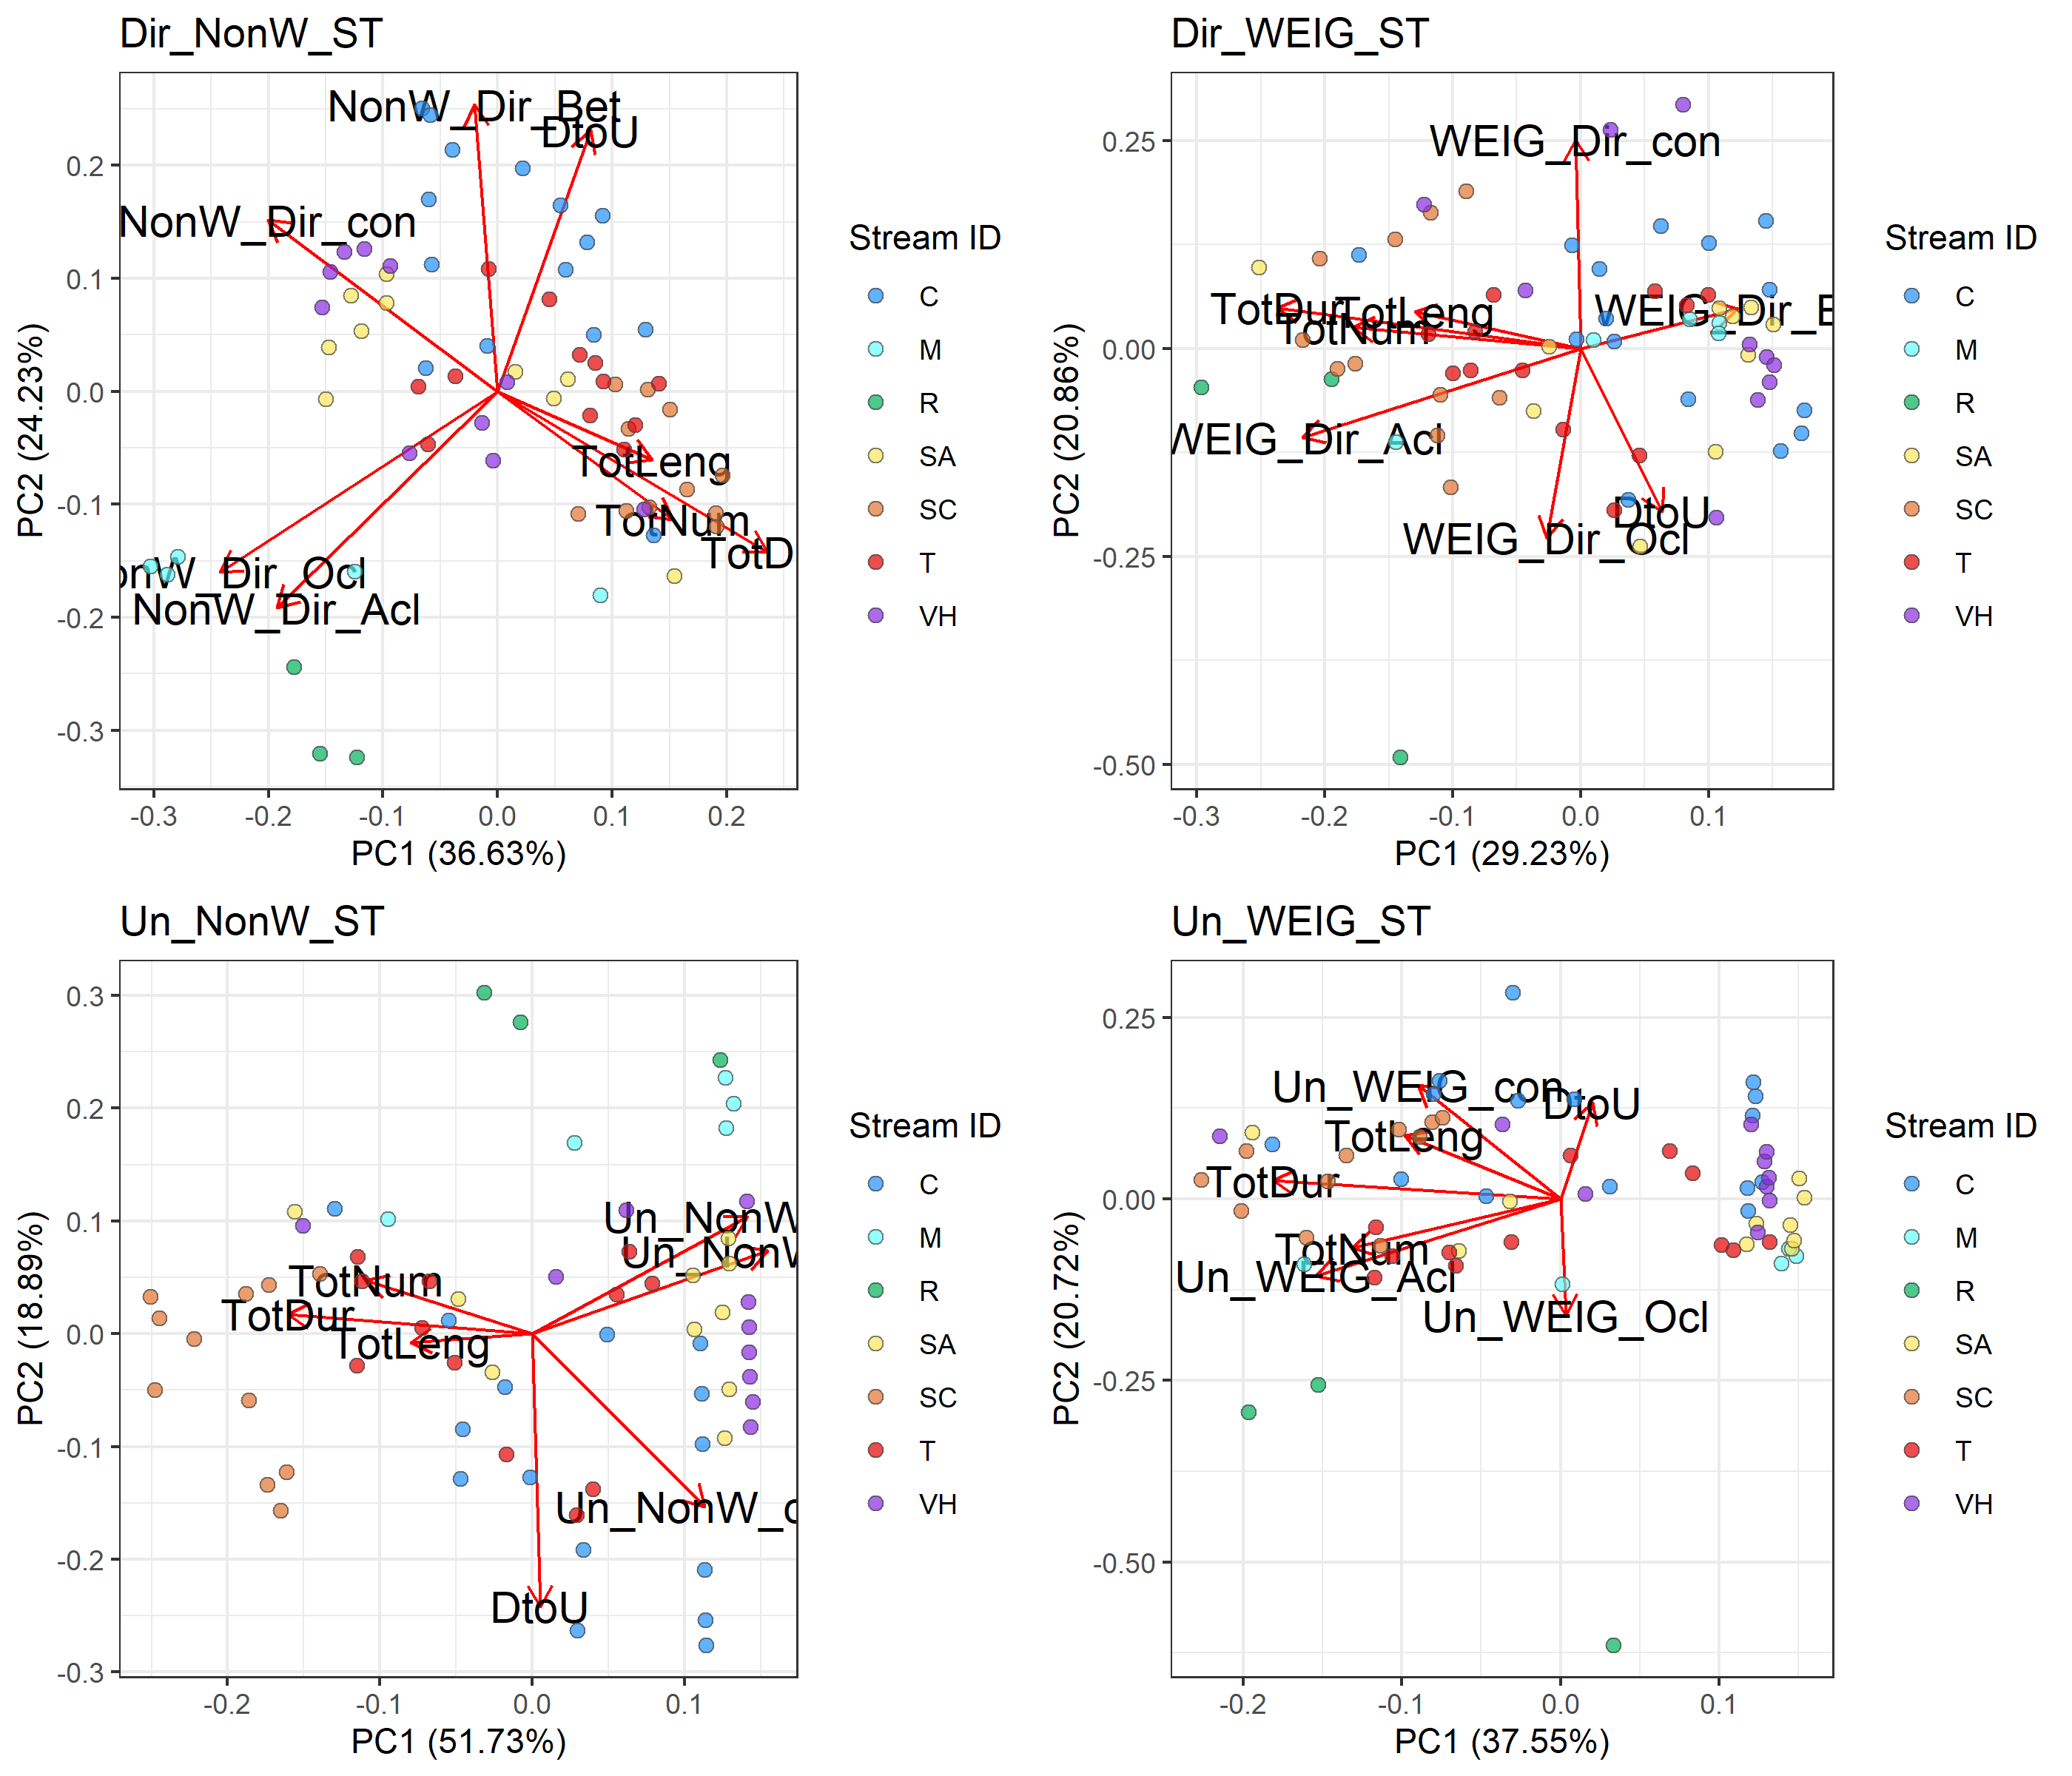 Dir_NonW_ST
NonW_Dir_Bet
DtoU
NonW_Dir_con
TotLeng
TotNum
TotD
onW_Dir_Ocl
NonW_Dir_Acl
0.2
0.1
0.0
-0.1
-0.2
-0.3
-0.3
-0.2
-0.1
0.0
0.1
0.2
PC2 (24.23%)
PC1 (36.63%)
Stream ID
C
M
R
SA
SC
T
VH
Dir_WEIG_ST
WEIG_Dir_con
TotDur
TotLeng
TotNum
WEIG_Dir_B
WEIG_Dir_Acl
DtoU
WEIG_Dir_Ocl
0.25
0.00
-0.25
-0.50
-0.3
-0.2
-0.1
0.0
0.1
PC2 (20.86%)
PC1 (29.23%)
Stream ID
C
M
R
SA
SC
T
VH
Un_NonW_ST
Un_NonW
Un_NonW
TotNum
TotDur
TotLeng
Un_NonW_c
DtoU
0.3
0.2
0.1
0.0
-0.1
-0.2
-0.3
-0.2
-0.1
0.0
0.1
PC2 (18.89%)
PC1 (51.73%)
Stream ID
C
M
R
SA
SC
T
VH
Un_WEIG_ST
Un_WEIG_con
DtoU
TotLeng
TotDur
TotNum
Un_WEIG_Acl
Un_WEIG_Ocl
0.25
0.00
-0.25
-0.50
-0.2
-0.1
0.0
0.1
PC2 (20.72%)
PC1 (37.55%)
Stream ID
C
M
R
SA
SC
T
VH